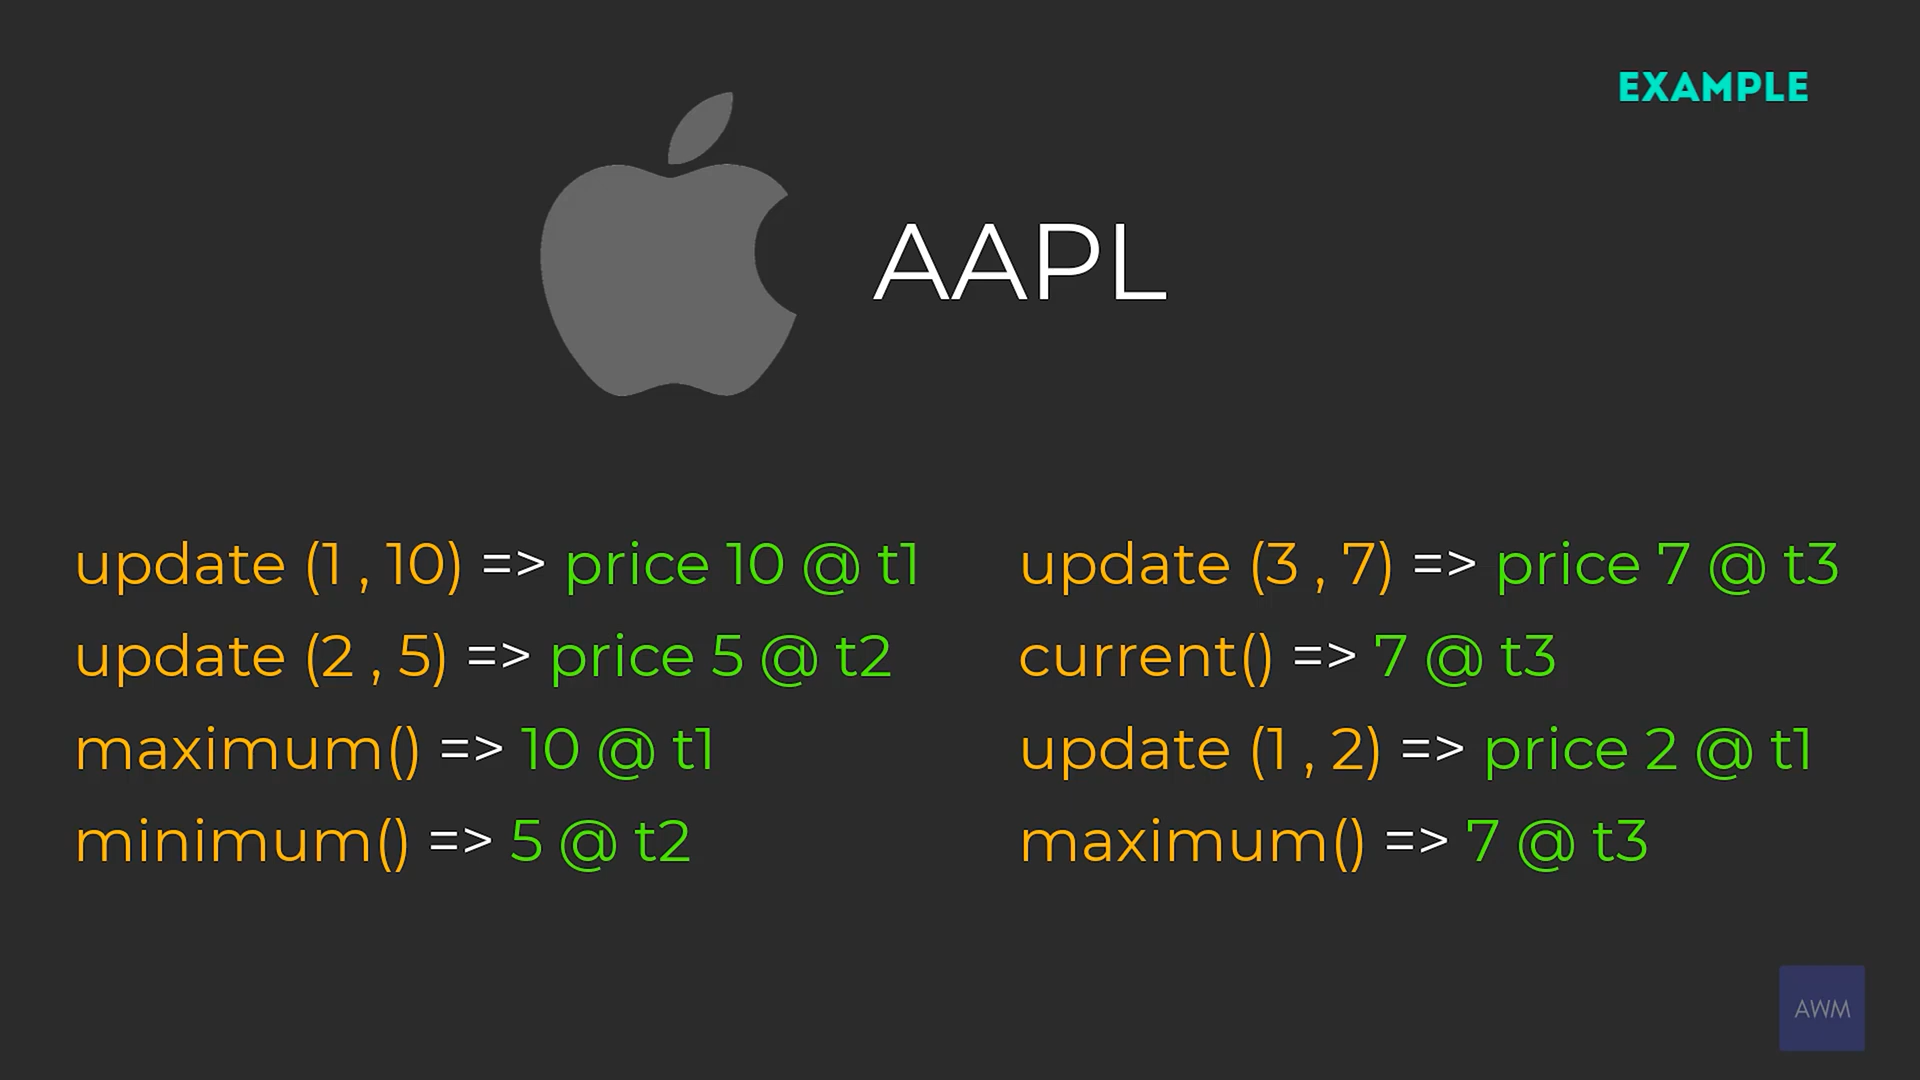 EXAMPLE
AAPL
update (1 , 10) => price 10 @ t1
update (2 , 5) => price 5 @ t2
maximum() => 10 @ t1
minimum() => 5 @ t2
update (3 , 7) => price 7 @ t3
current() => 7 @ t3
update (1 , 2) => price 2 @ t1
maximum() => 7 @ t3
AWM